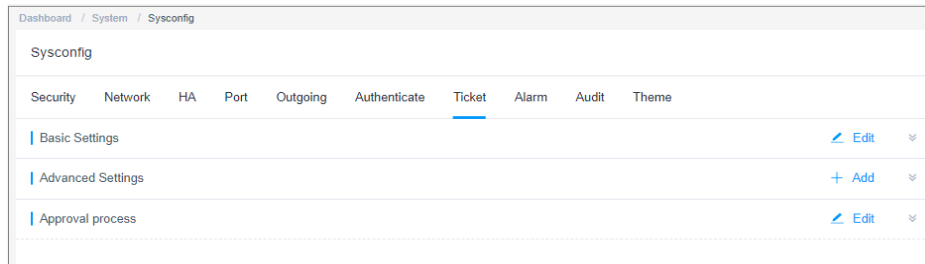 Dashboard / System / Sysconfig
Sysconfig
Security Network HA Port Outgoing Authenticate Ticket Alarm Audit Theme
Basic Settings Edit
Advanced Settings Add
Approval process Edit